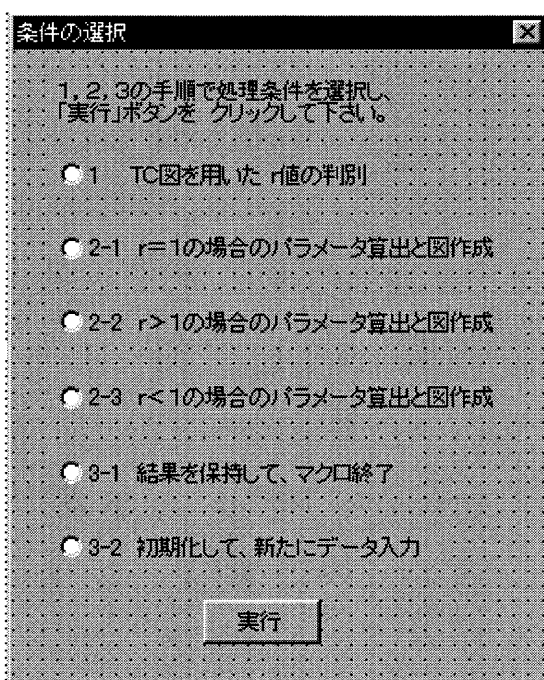 条件の選択
1,2,3の手順で処理条件を選択し、
「実行」ボタンを クリックして下さい。
1 TC図を用いた r値の判別
2-1 r=1の場合のパラメータ算出と図作成
2-2 r>1の場合のパラメータ算出と図作成
2-3 r<1の場合のパラメータ算出と図作成
3-1 結果を保持して、マクロ終了
3-2 初期化して、新たにデータ入力
実行